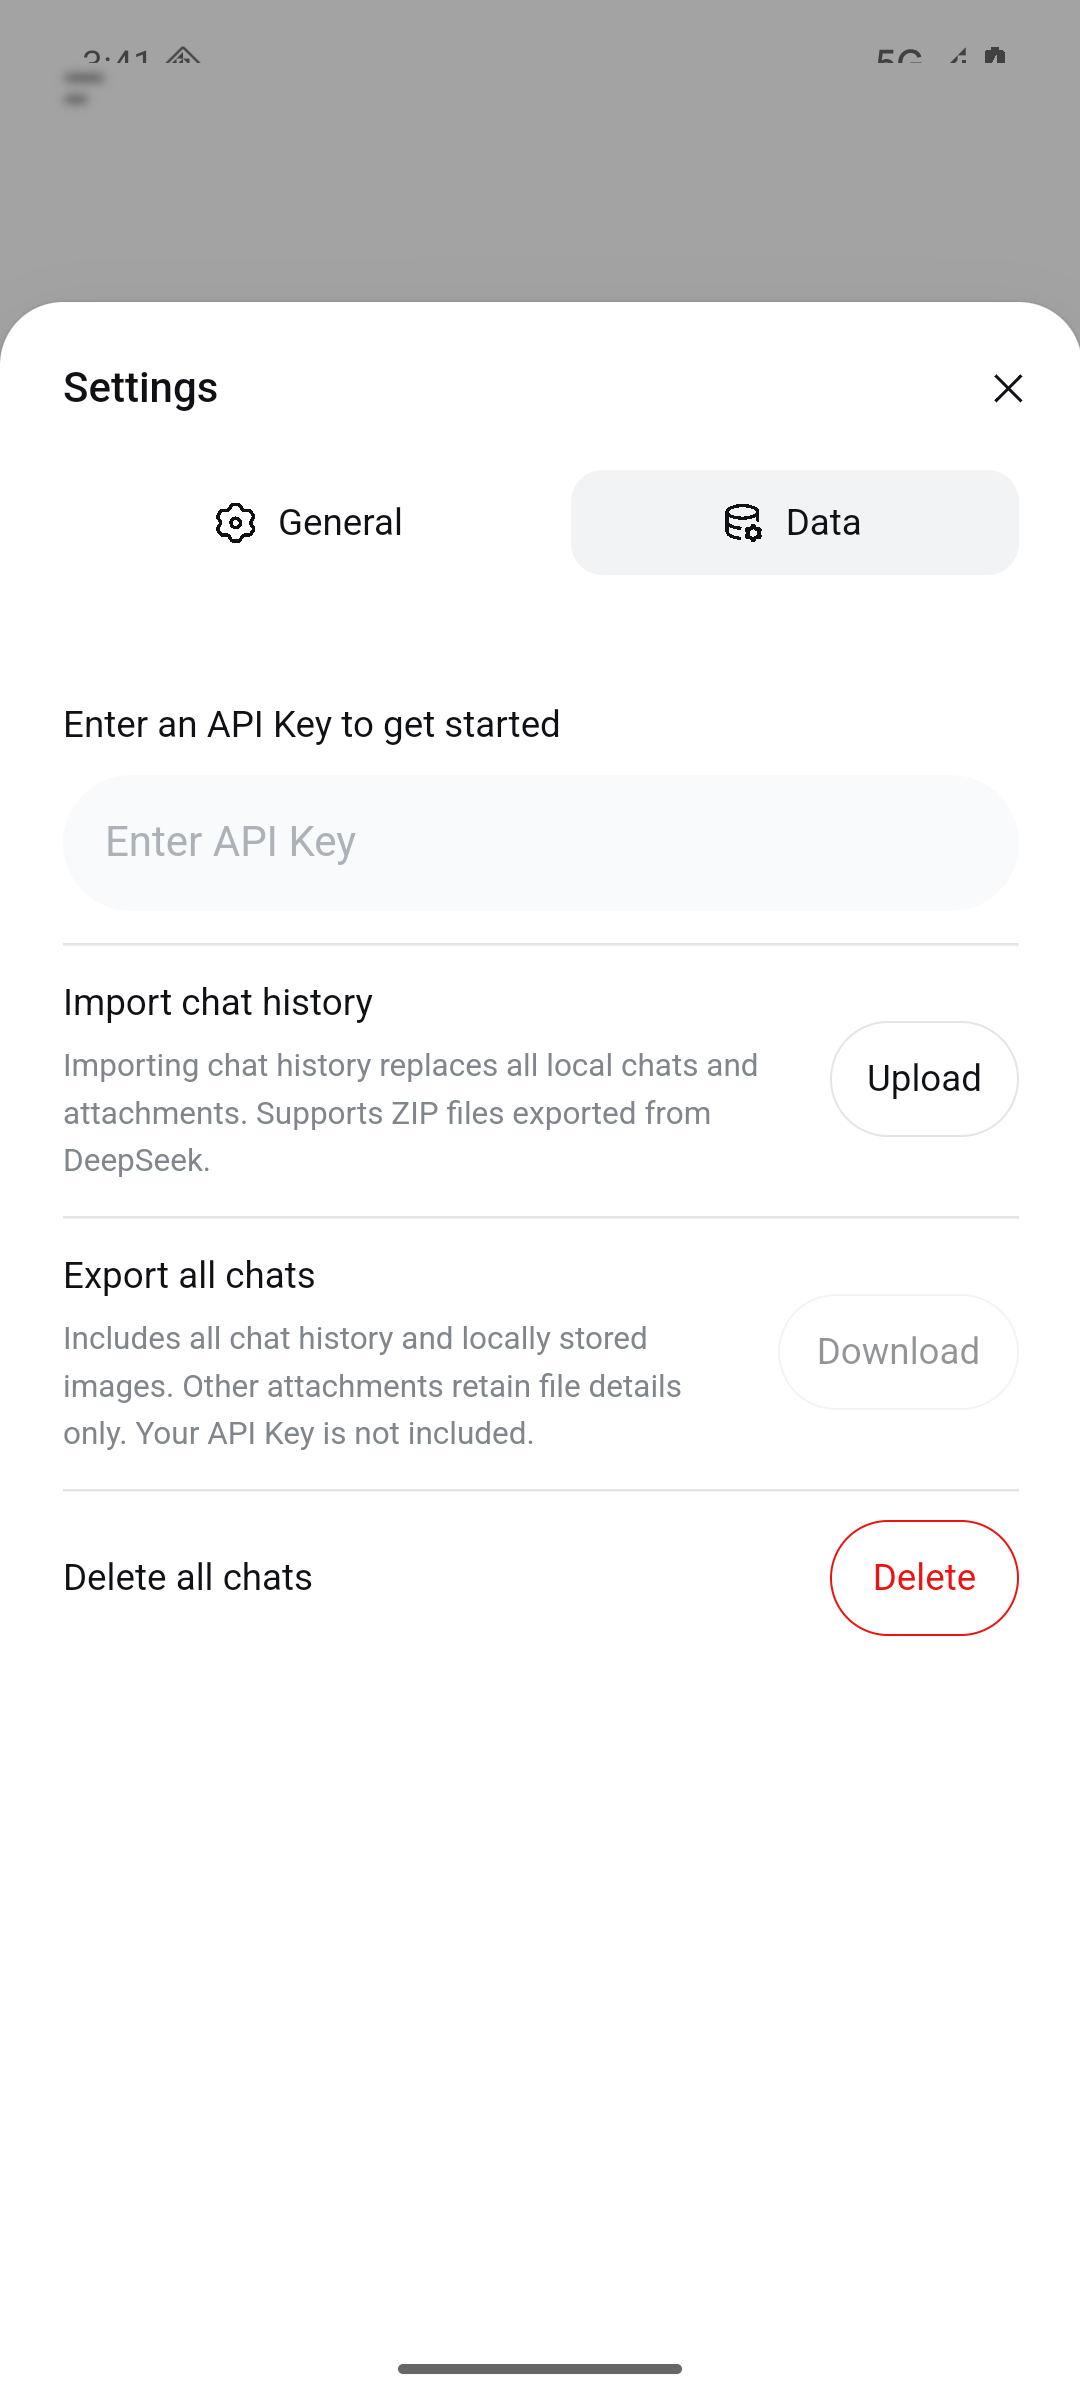 3:41 5G
Settings
General Data
Enter an API Key to get started
Enter API Key
Import chat history
Importing chat history replaces all local chats and
attachments. Supports ZIP files exported from
DeepSeek.
Upload
Export all chats
Includes all chat history and locally stored
images. Other attachments retain file details
only. Your API Key is not included.
Download
Delete all chats
Delete